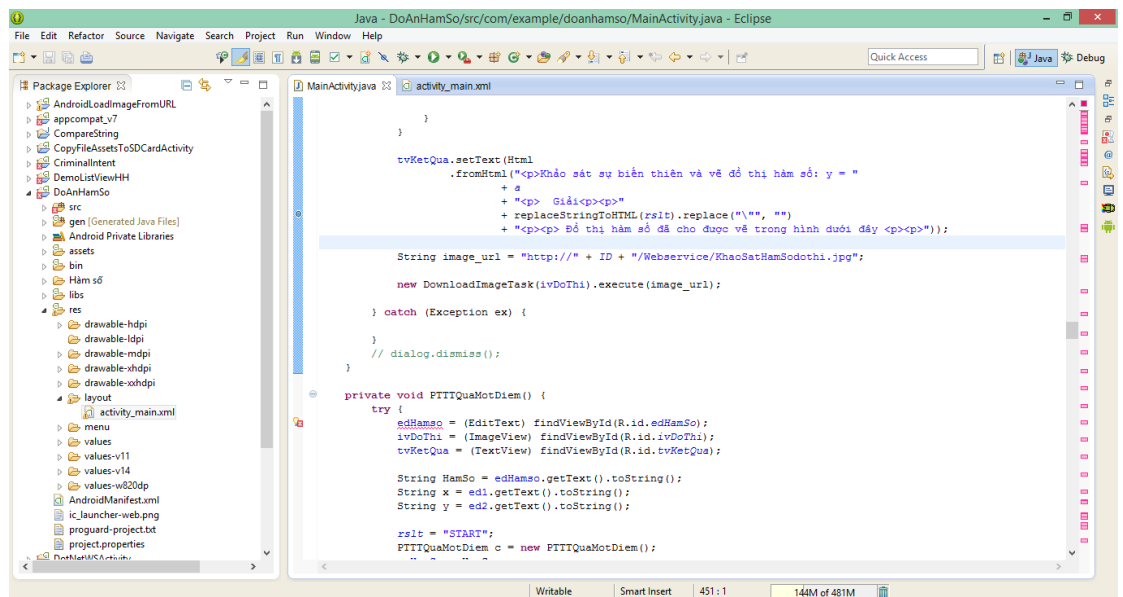 Java - DoAnHamSo/src/com/example/doanhamso/MainActivity.java - Eclipse
File Edit Refactor Source Navigate Search Project Run Window Help
Quick Access
Java
Debug
Package Explorer
AndroidLoadImageFromURL
appcompat_v7
CompareString
CopyFileAssetsToSDCardActivity
CriminalIntent
DemoListViewHH
DoAnHamSo
src
gen [Generated Java Files]
Android Private Libraries
assets
bin
Hàm số
libs
res
drawable-hdpi
drawable-ldpi
drawable-mdpi
drawable-xhdpi
drawable-xxhdpi
layout
activity_main.xml
menu
values
values-v11
values-v14
values-w820dp
AndroidManifest.xml
ic_launcher-web.png
proguard-project.txt
project.properties
DotNetWSActivity
MainActivity.java
activity_main.xml
}
}
tvKetQua.setText(Html
.fromHtml("<p>Khảo sát sự biến thiên và vẽ đồ thị hàm số: y = "
+ a
+ "<p> Giải<p><p>"
+ replaceStringToHTML(rslt).replace("\"", "")
+ "<p><p> Đồ thị hàm số đã cho được vẽ trong hình dưới đây <p><p>"));
String image_url = "http://" + ID + "/Webservice/KhaoSatHamSodothi.jpg";
new DownloadImageTask(ivDoThi).execute(image_url);
} catch (Exception ex) {
}
// dialog.dismiss();
}
private void PTTTQuaMotDiem() {
try {
edHamso = (EditText) findViewById(R.id.edHamSo);
ivDoThi = (ImageView) findViewById(R.id.ivDoThi);
tvKetQua = (TextView) findViewById(R.id.tvKetQua);
String HamSo = edHamso.getText().toString();
String x = ed1.getText().toString();
String y = ed2.getText().toString();
rslt = "START";
PTTTQuaMotDiem c = new PTTTQuaMotDiem();
Writable
Smart Insert
451 : 1
144M of 481M